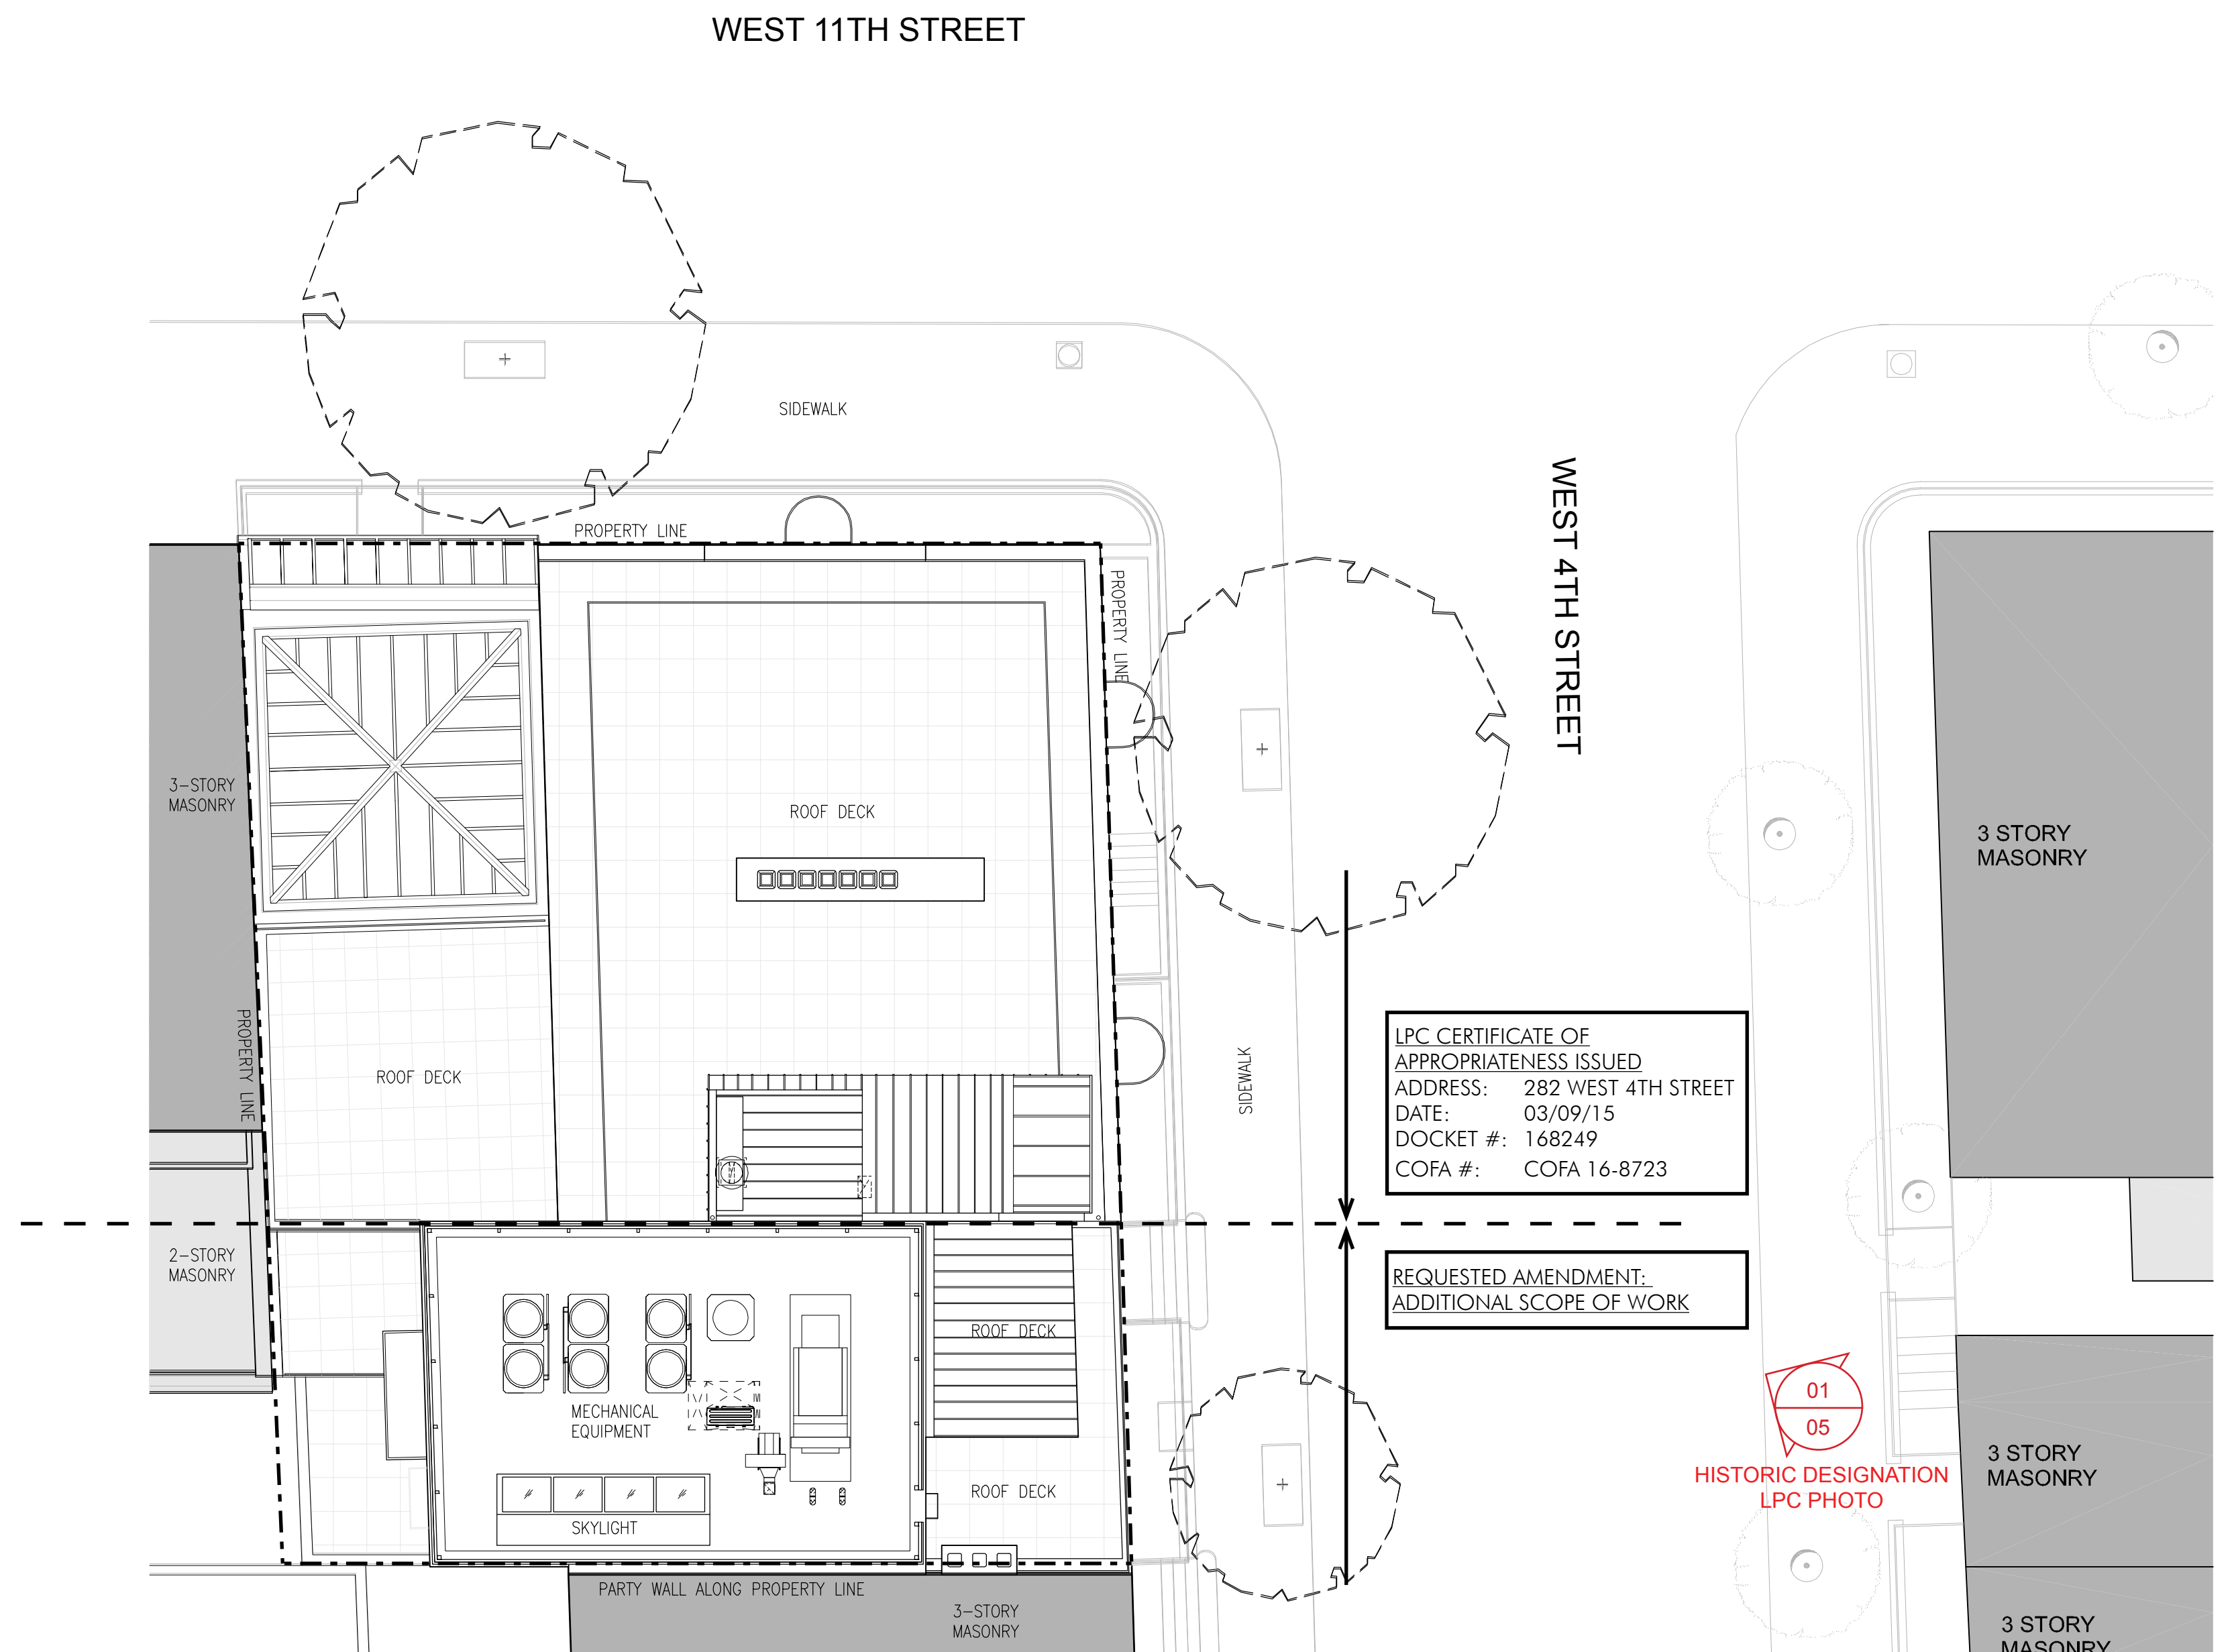 WEST 11TH STREET
SIDEWALK
PROPERTY LINE
PROPERTY LINE
WEST 4TH STREET
3-STORY
MASONRY
ROOF DECK
3 STORY
MASONRY
PROPERTY LINE
ROOF DECK
SIDEWALK
LPC CERTIFICATE OF
APPROPRIATENESS ISSUED
ADDRESS: 282 WEST 4TH STREET
DATE: 03/09/15
DOCKET #: 168249
COFA #: COFA 16-8723
2-STORY
MASONRY
REQUESTED AMENDMENT:
ADDITIONAL SCOPE OF WORK
ROOF DECK
MECHANICAL
EQUIPMENT
01
05
HISTORIC DESIGNATION
LPC PHOTO
3 STORY
MASONRY
ROOF DECK
SKYLIGHT
PARTY WALL ALONG PROPERTY LINE
3-STORY
MASONRY
3 STORY
MASONRY